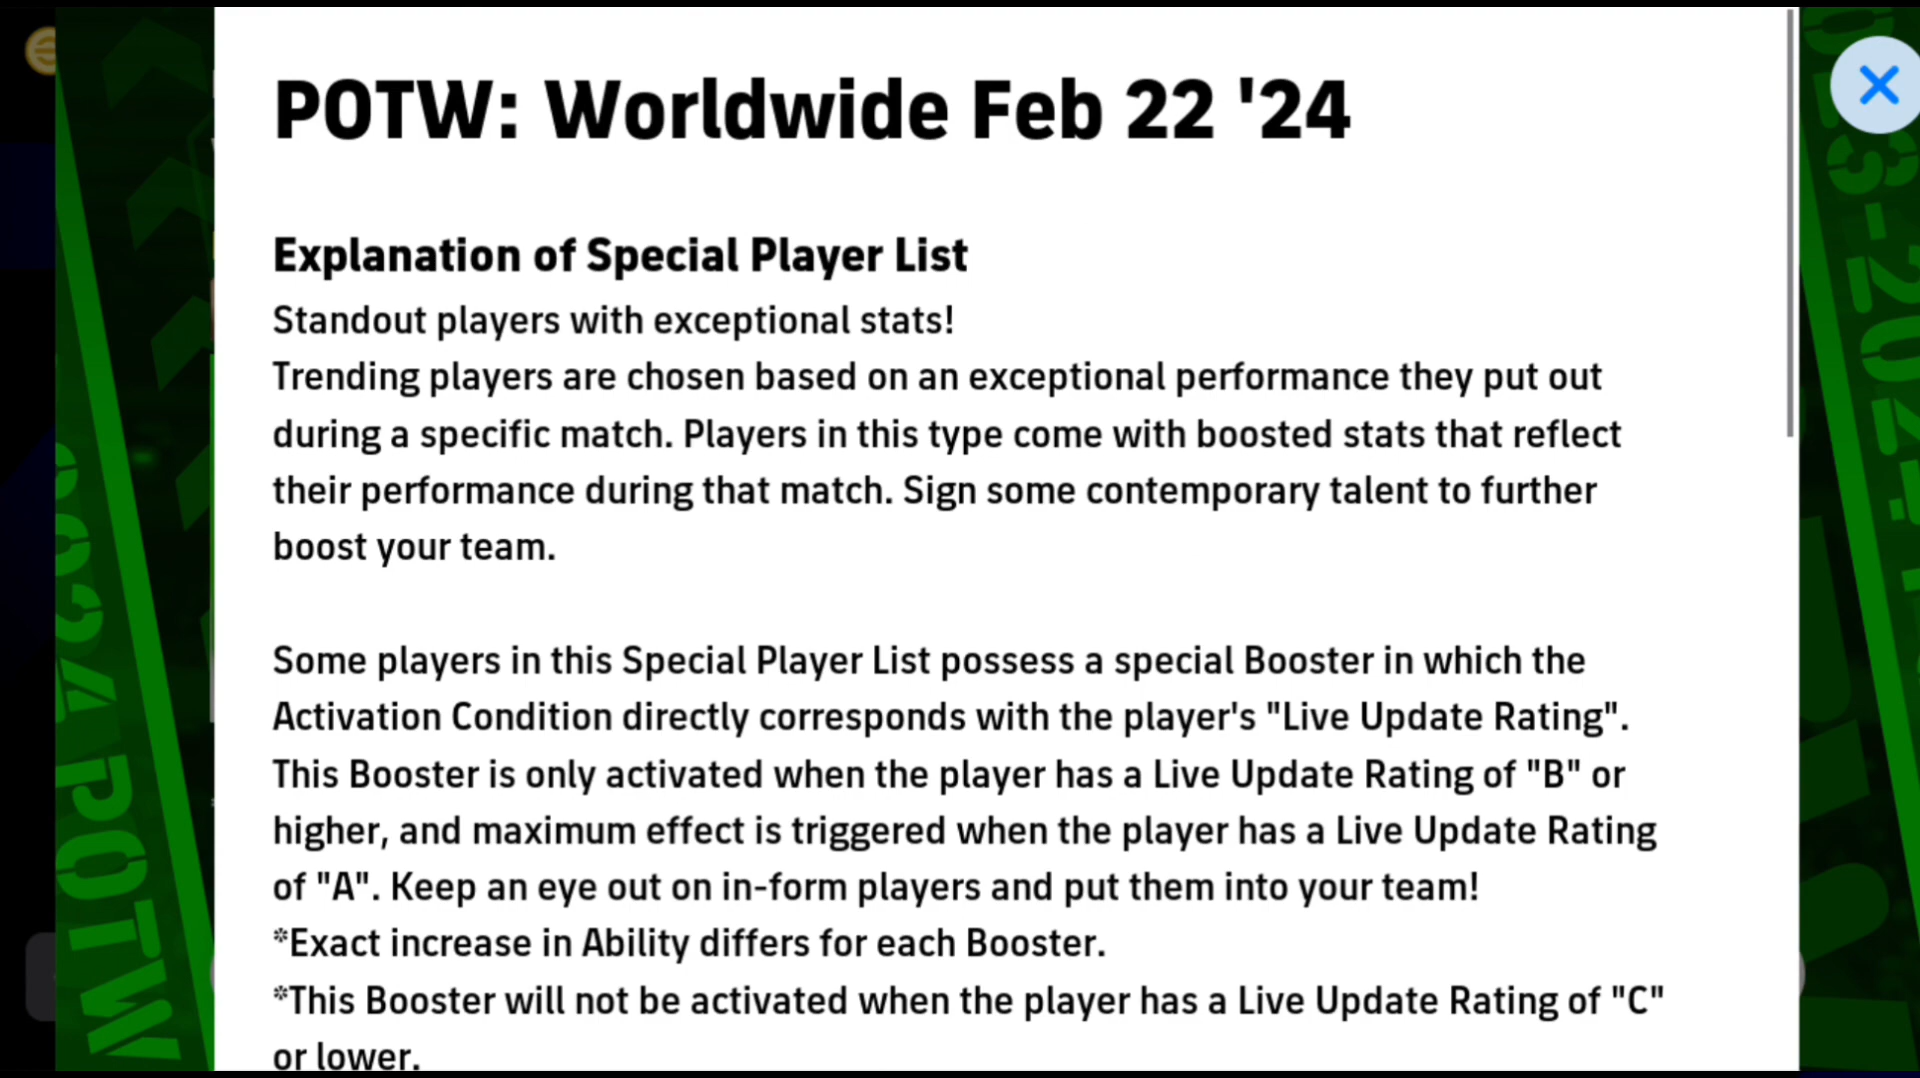 POTW: Worldwide Feb 22 '24
Explanation of Special Player List
Standout players with exceptional stats!
Trending players are chosen based on an exceptional performance they put out
during a specific match. Players in this type come with boosted stats that reflect
their performance during that match. Sign some contemporary talent to further
boost your team.
Some players in this Special Player List possess a special Booster in which the
Activation Condition directly corresponds with the player's "Live Update Rating".
This Booster is only activated when the player has a Live Update Rating of "B" or
higher, and maximum effect is triggered when the player has a Live Update Rating
of "A". Keep an eye out on in-form players and put them into your team!
*Exact increase in Ability differs for each Booster.
*This Booster will not be activated when the player has a Live Update Rating of "C"
or lower.
2024 POTW
023-2024